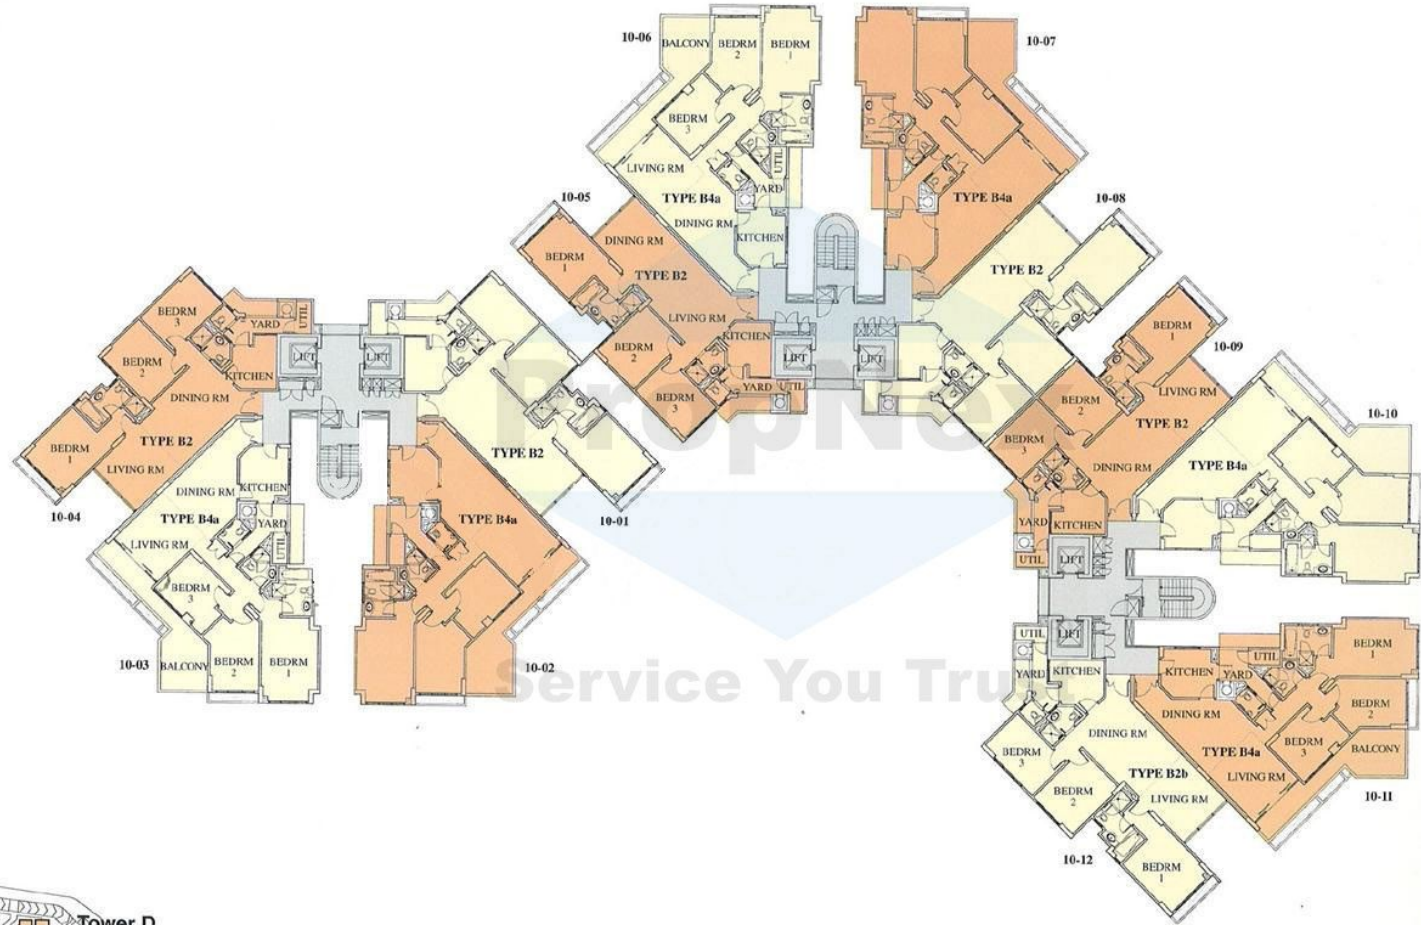 10-06
BALCONY
BEDRM
2
BEDRM
1
BEDRM
3
LIVING RM
UTIL
YARD
TYPE B4a
DINING RM
KITCHEN
10-07
TYPE B4a
10-05
BEDRM
1
DINING RM
TYPE B2
LIVING RM
BEDRM
2
KITCHEN
BEDRM
3
YARD
UTIL
LIFT
LIFT
10-08
TYPE B2
10-09
BEDRM
1
LIVING RM
BEDRM
2
TYPE B2
BEDRM
3
DINING RM
YARD
KITCHEN
UTIL
10-10
TYPE B4a
BEDRM
3
YARD
UTIL
BEDRM
2
KITCHEN
DINING RM
TYPE B2
BEDRM
1
LIVING RM
10-04
LIFT
LIFT
TYPE B2
10-01
DINING RM
KITCHEN
TYPE B4a
YARD
LIVING RM
UTIL
BEDRM
3
10-03
BALCONY
BEDRM
2
BEDRM
1
TYPE B4a
10-02
LIFT
LIFT
UTIL
YARD
KITCHEN
DINING RM
BEDRM
3
TYPE B2b
BEDRM
2
LIVING RM
10-12
BEDRM
1
KITCHEN
YARD
UTIL
BEDRM
1
DINING RM
BEDRM
2
TYPE B4a
BEDRM
3
BALCONY
LIVING RM
10-11
PropNex
Service You Trust
Tower D